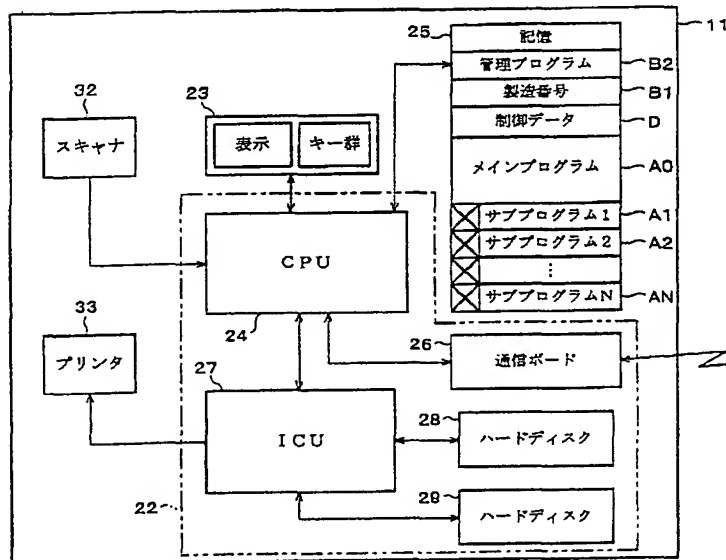 11
25
記憶
管理プログラム
B2
製造番号
B1
制御データ
D
メインプログラム
A0
サブプログラム1
A1
サブプログラム2
A2
⋮
サブプログラムN
AN
32
スキャナ
23
表示
キー群
CPU
24
33
プリンタ
26
通信ボード
27
ICU
28
ハードディスク
29
ハードディスク
22